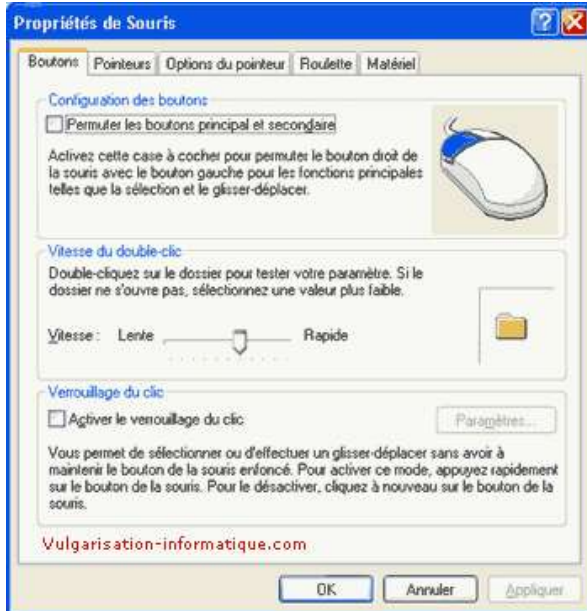 Propriétés de Souris
Boutons Pointeurs Options du pointeur Roulette Matériel
Configuration des boutons
Permuter les boutons principal et secondaire
Activez cette case à cocher pour permuter le bouton droit de
la souris avec le bouton gauche pour les fonctions principales
telles que la sélection et le glisser-déplacer.
Vitesse du double-clic
Double-cliquez sur le dossier pour tester votre paramètre. Si le
dossier ne s'ouvre pas, sélectionnez une valeur plus faible.
Vitesse : Lente Rapide
Verrouillage du clic
Activer le verrouillage du clic Paramètres...
Vous permet de sélectionner ou d'effectuer un glisser-déplacer sans avoir à
maintenir le bouton de la souris enfoncé. Pour activer ce mode, appuyez rapidement
sur le bouton de la souris. Pour le désactiver, cliquez à nouveau sur le bouton de la
souris.
Vulgarisation-informatique.com
OK Annuler Appliquer